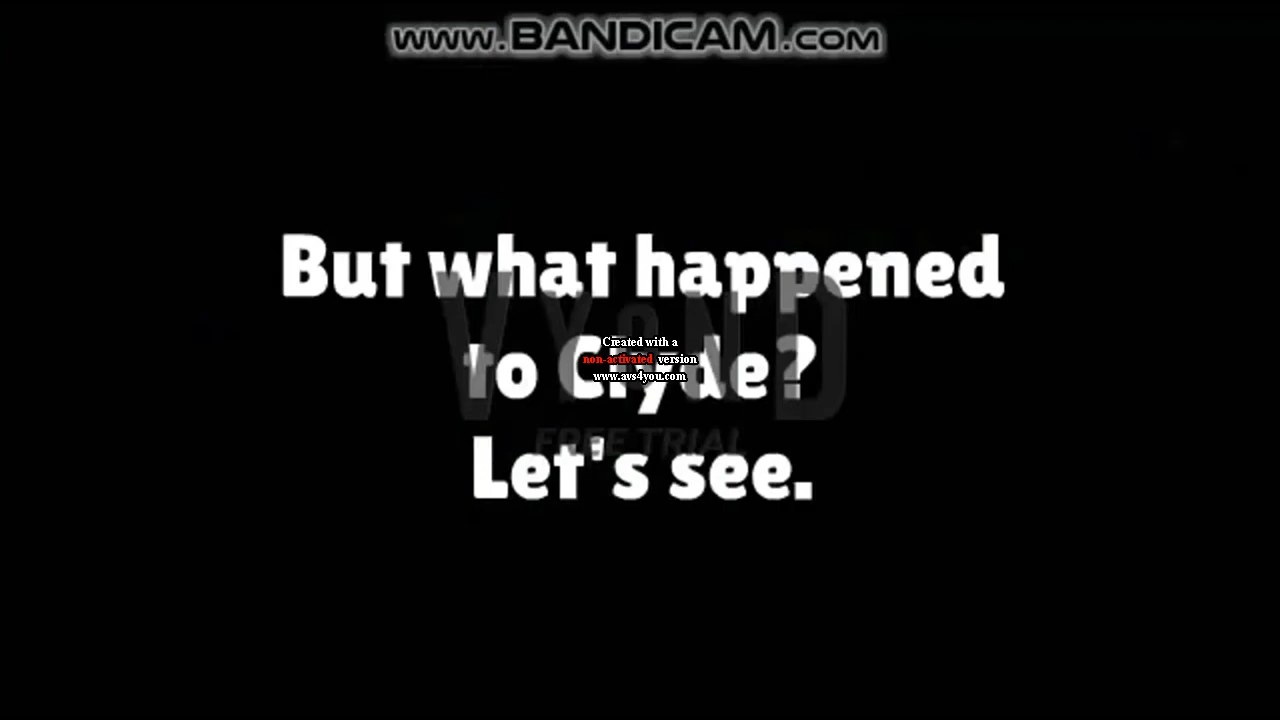 www.BANDICAM.com
But what happened
to Clyde?
Let's see.
VYOND
FREE TRIAL
Created with a
non-activated version
www.avs4you.com